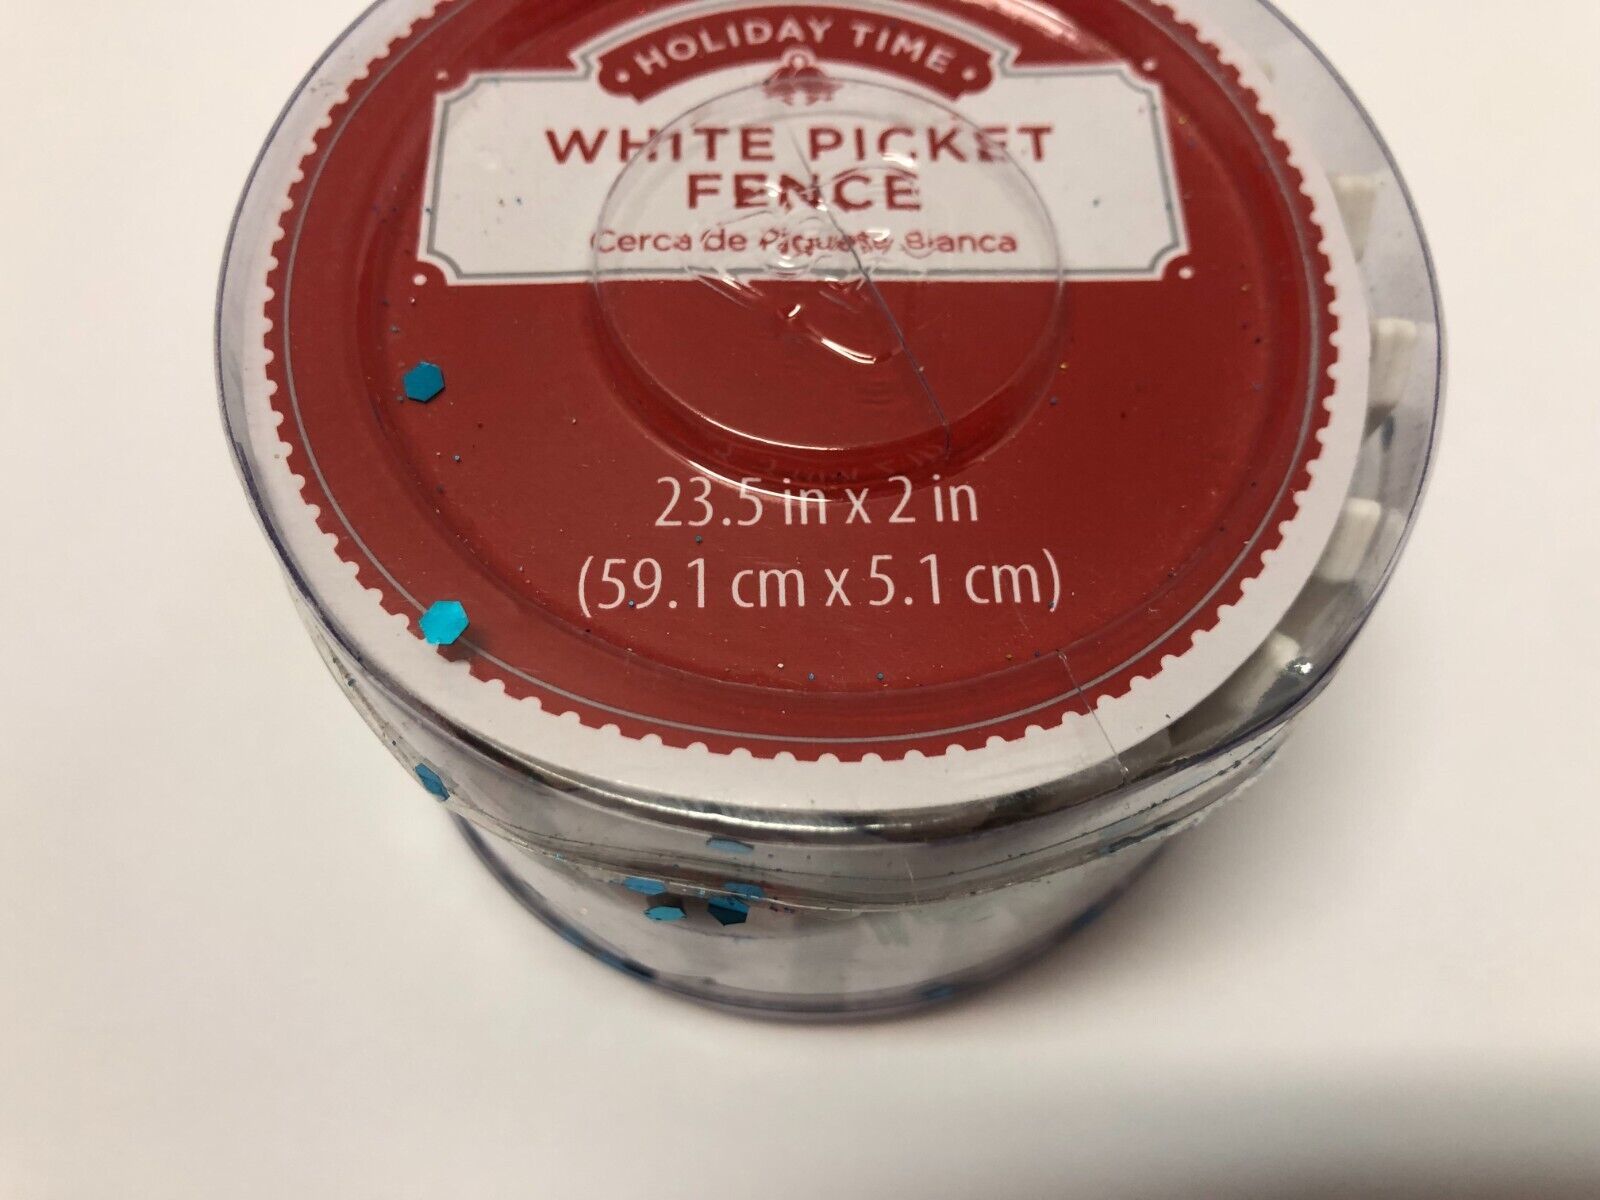 HOLIDAY TIME
WHITE PICKET
FENCE
Cerca de Piquete Blanca
23.5 in x 2 in
(59.1 cm x 5.1 cm)